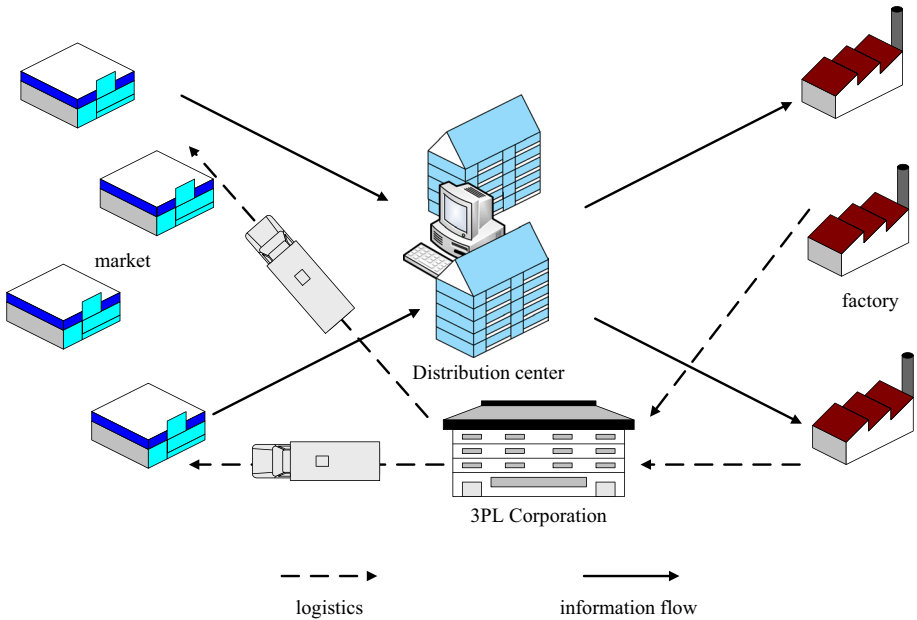 market
factory
Distribution center
3PL Corporation
logistics
information flow